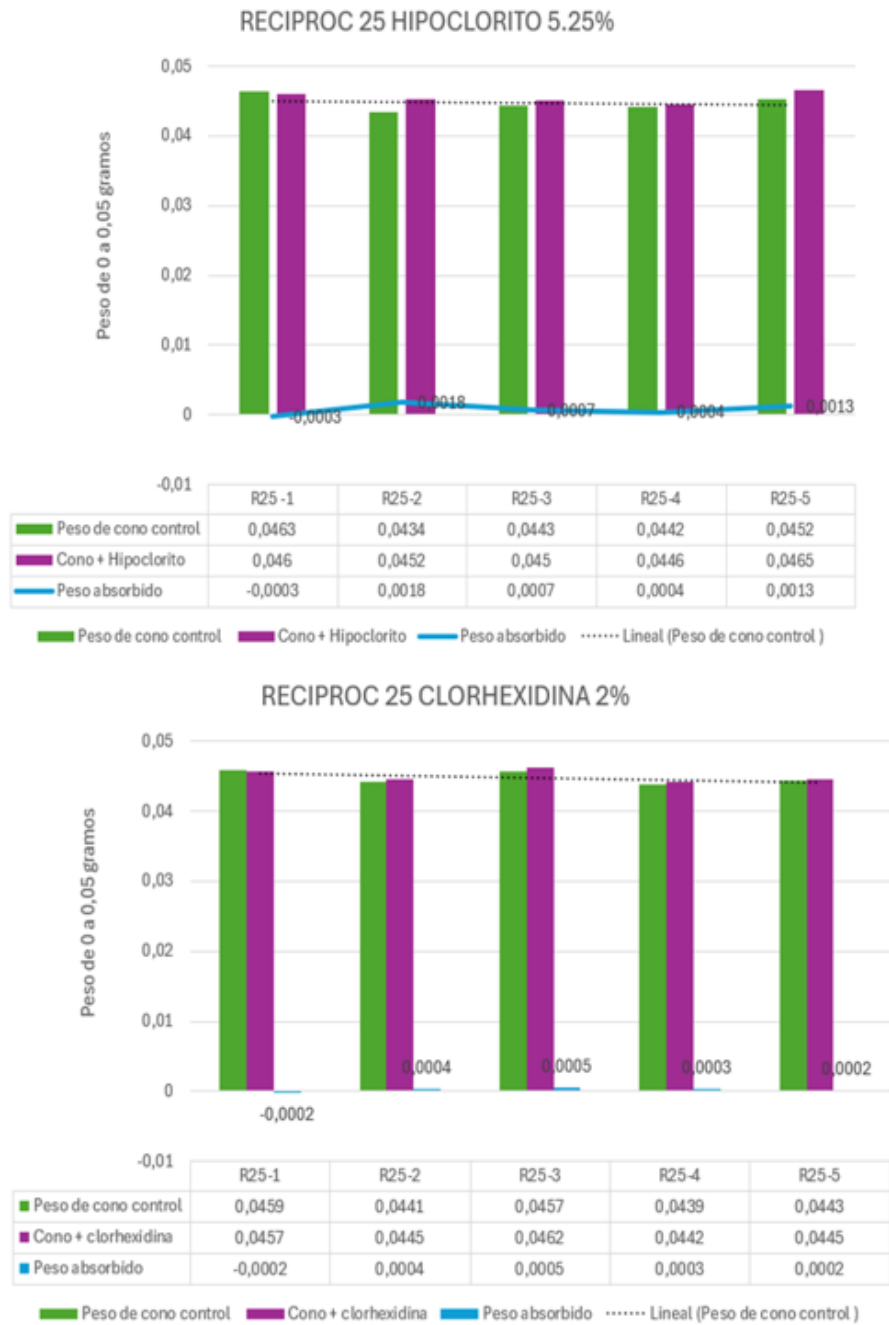 RECIPROC 25 HIPOCLORITO 5.25%
Peso de 0 a 0,05 gramos
0,05
0,04
0,03
0,02
0,01
0
-0,01
-0,0003
0,0018
0,0007
0,0004
0,0013
R25 -1 R25-2 R25-3 R25-4 R25-5
Peso de cono control 0,0463 0,0434 0,0443 0,0442 0,0452
Cono + Hipoclorito 0,046 0,0452 0,045 0,0446 0,0465
Peso absorbido -0,0003 0,0018 0,0007 0,0004 0,0013
Peso de cono control Cono + Hipoclorito Peso absorbido Lineal (Peso de cono control )
RECIPROC 25 CLORHEXIDINA 2%
Peso de 0 a 0,05 gramos
0,05
0,04
0,03
0,02
0,01
0
-0,01
-0,0002
0,0004
0,0005
0,0003
0,0002
R25-1 R25-2 R25-3 R25-4 R25-5
Peso de cono control 0,0459 0,0441 0,0457 0,0439 0,0443
Cono + clorhexidina 0,0457 0,0445 0,0462 0,0442 0,0445
Peso absorbido -0,0002 0,0004 0,0005 0,0003 0,0002
Peso de cono control Cono + clorhexidina Peso absorbido Lineal (Peso de cono control )